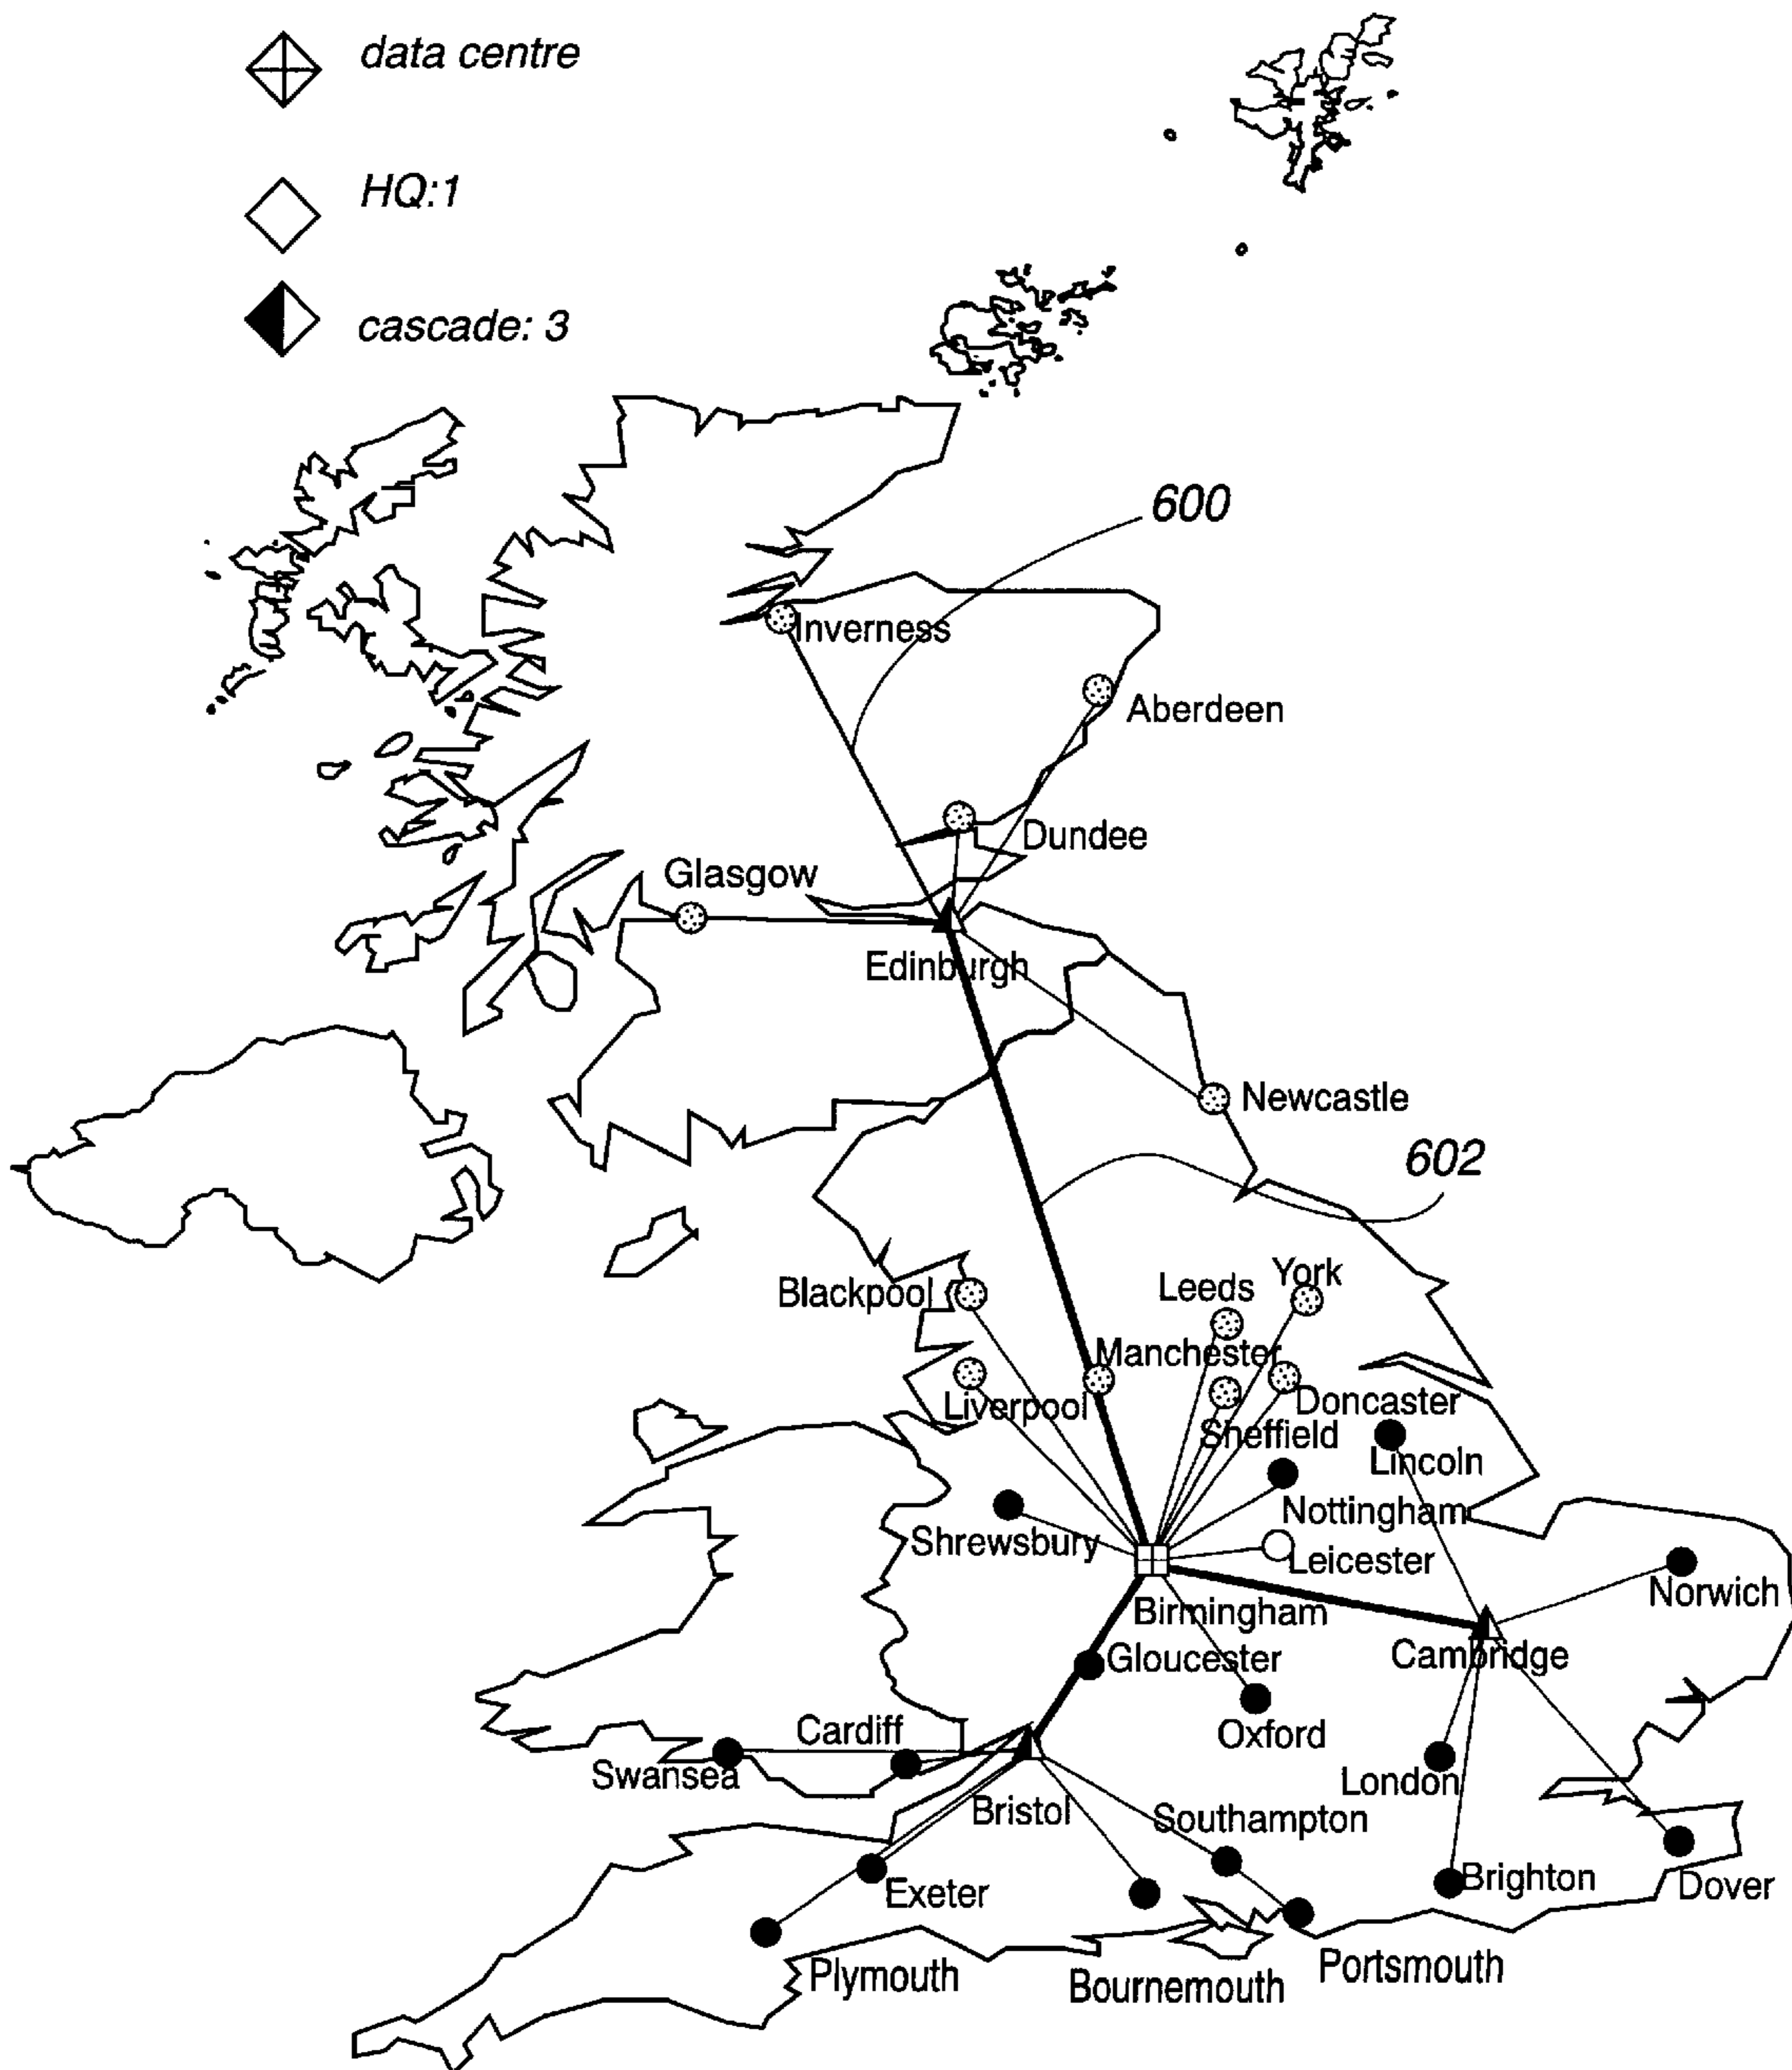 data centre
HQ:1
cascade: 3
600
Inverness
Aberdeen
Dundee
Glasgow
Edinburgh
Newcastle
602
Blackpool
Leeds
York
Manchester
Liverpool
Doncaster
Sheffield
Lincoln
Nottingham
Shrewsbury
Leicester
Norwich
Birmingham
Cambridge
Gloucester
Oxford
Cardiff
Swansea
London
Bristol
Southampton
Exeter
Brighton
Dover
Plymouth
Bournemouth
Portsmouth